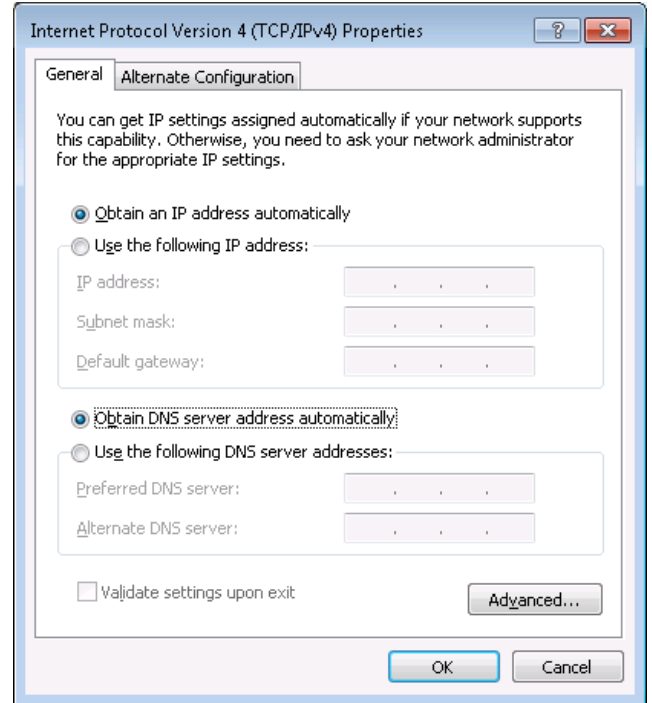 Internet Protocol Version 4 (TCP/IPv4) Properties
General
Alternate Configuration
You can get IP settings assigned automatically if your network supports
this capability. Otherwise, you need to ask your network administrator
for the appropriate IP settings.
Obtain an IP address automatically
Use the following IP address:
IP address:
Subnet mask:
Default gateway:
Obtain DNS server address automatically
Use the following DNS server addresses:
Preferred DNS server:
Alternate DNS server:
Validate settings upon exit
Advanced...
OK
Cancel